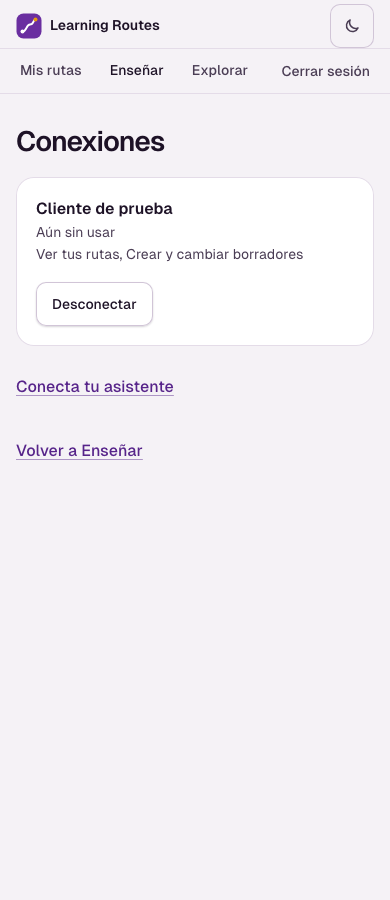 Learning Routes
Mis rutas Enseñar Explorar Cerrar sesión
Conexiones
Cliente de prueba
Aún sin usar
Ver tus rutas, Crear y cambiar borradores
Desconectar
Conecta tu asistente
Volver a Enseñar